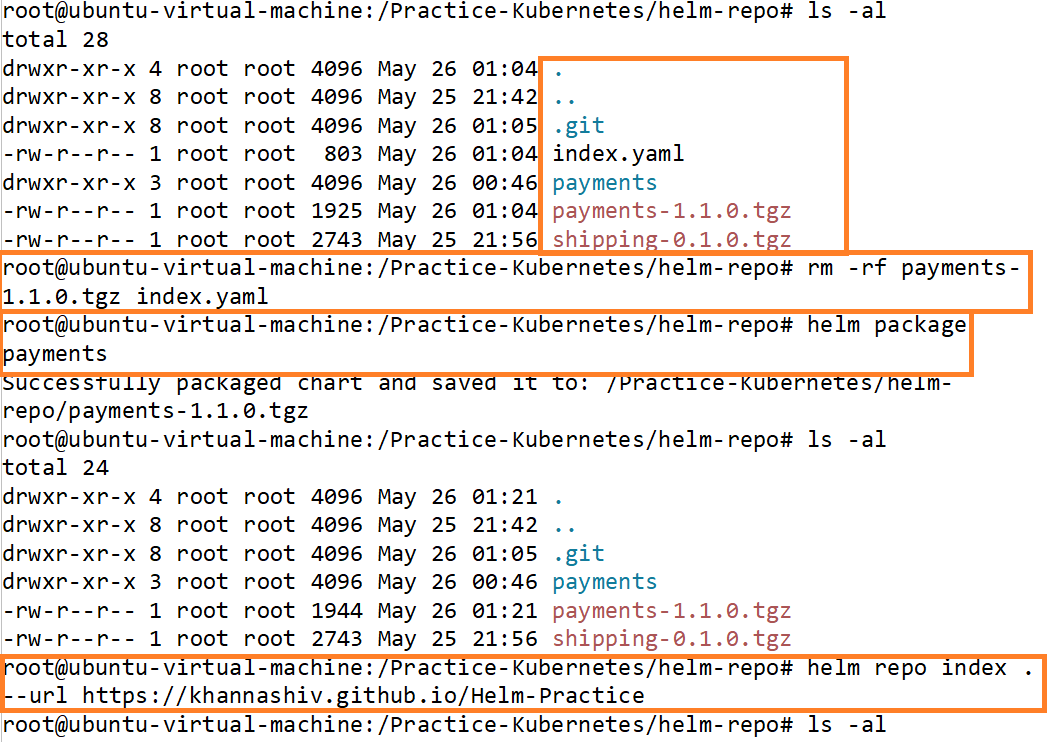 root@ubuntu-virtual-machine:/Practice-Kubernetes/helm-repo# ls -al
total 28
drwxr-xr-x 4 root root 4096 May 26 01:04 .
drwxr-xr-x 8 root root 4096 May 25 21:42 ..
drwxr-xr-x 8 root root 4096 May 26 01:05 .git
-rw-r--r-- 1 root root  803 May 26 01:04 index.yaml
drwxr-xr-x 3 root root 4096 May 26 00:46 payments
-rw-r--r-- 1 root root 1925 May 26 01:04 payments-1.1.0.tgz
-rw-r--r-- 1 root root 2743 May 25 21:56 shipping-0.1.0.tgz
root@ubuntu-virtual-machine:/Practice-Kubernetes/helm-repo# rm -rf payments-
1.1.0.tgz index.yaml
root@ubuntu-virtual-machine:/Practice-Kubernetes/helm-repo# helm package
payments
Successfully packaged chart and saved it to: /Practice-Kubernetes/helm-
repo/payments-1.1.0.tgz
root@ubuntu-virtual-machine:/Practice-Kubernetes/helm-repo# ls -al
total 24
drwxr-xr-x 4 root root 4096 May 26 01:21 .
drwxr-xr-x 8 root root 4096 May 25 21:42 ..
drwxr-xr-x 8 root root 4096 May 26 01:05 .git
drwxr-xr-x 3 root root 4096 May 26 00:46 payments
-rw-r--r-- 1 root root 1944 May 26 01:21 payments-1.1.0.tgz
-rw-r--r-- 1 root root 2743 May 25 21:56 shipping-0.1.0.tgz
root@ubuntu-virtual-machine:/Practice-Kubernetes/helm-repo# helm repo index .
--url https://khannashiv.github.io/Helm-Practice
root@ubuntu-virtual-machine:/Practice-Kubernetes/helm-repo# ls -al